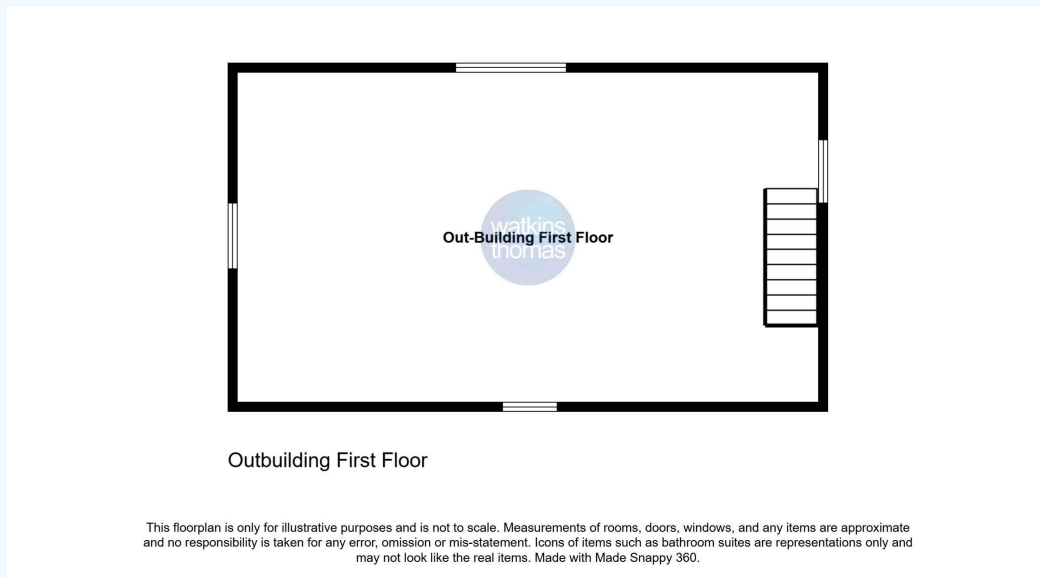 watkins
Out-Building First Floor
thomas
Outbuilding First Floor
This floorplan is only for illustrative purposes and is not to scale. Measurements of rooms, doors, windows, and any items are approximate
and no responsibility is taken for any error, omission or mis-statement. Icons of items such as bathroom suites are representations only and
may not look like the real items. Made with Made Snappy 360.